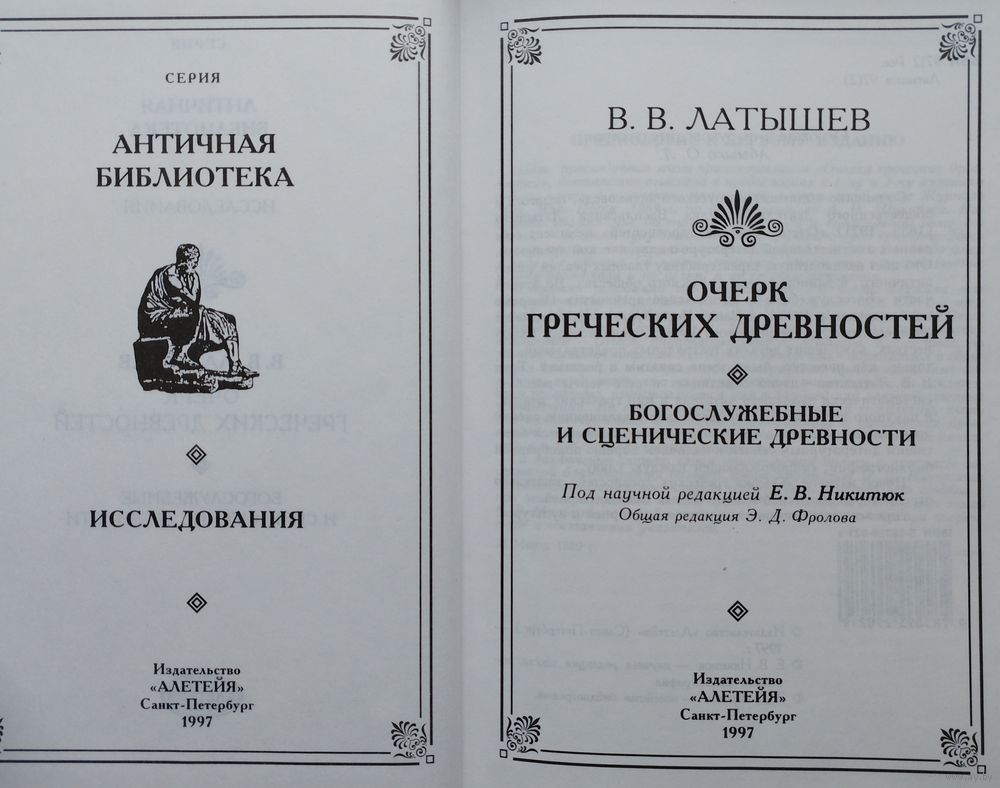 СЕРИЯ
АНТИЧНАЯ
БИБЛИОТЕКА
ИССЛЕДОВАНИЯ
Издательство
«АЛЕТЕЙЯ»
Санкт-Петербург
1997
В. В. ЛАТЫШЕВ
ОЧЕРК
ГРЕЧЕСКИХ ДРЕВНОСТЕЙ
БОГОСЛУЖЕБНЫЕ
И СЦЕНИЧЕСКИЕ ДРЕВНОСТИ
Под научной редакцией Е. В. Никитюк
Общая редакция Э. Д. Фролова
Издательство
«АЛЕТЕЙЯ»
Санкт-Петербург
1997